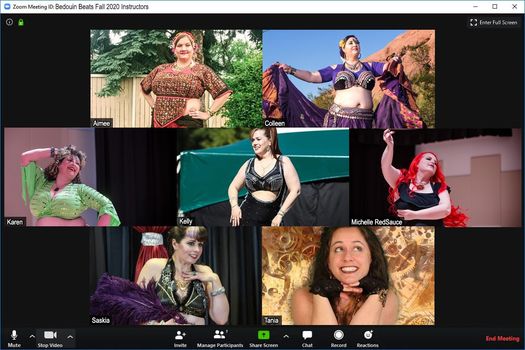 Zoom Meeting ID: Bedouin Beats Fall 2020 Instructors
Enter Full Screen
Aimee
Colleen
Karen
Kelly
Michelle RedSauce
Saskia
Tania
Mute
Stop Video
Invite
Manage Participants
7
Share Screen
Chat
Record
Reactions
End Meeting